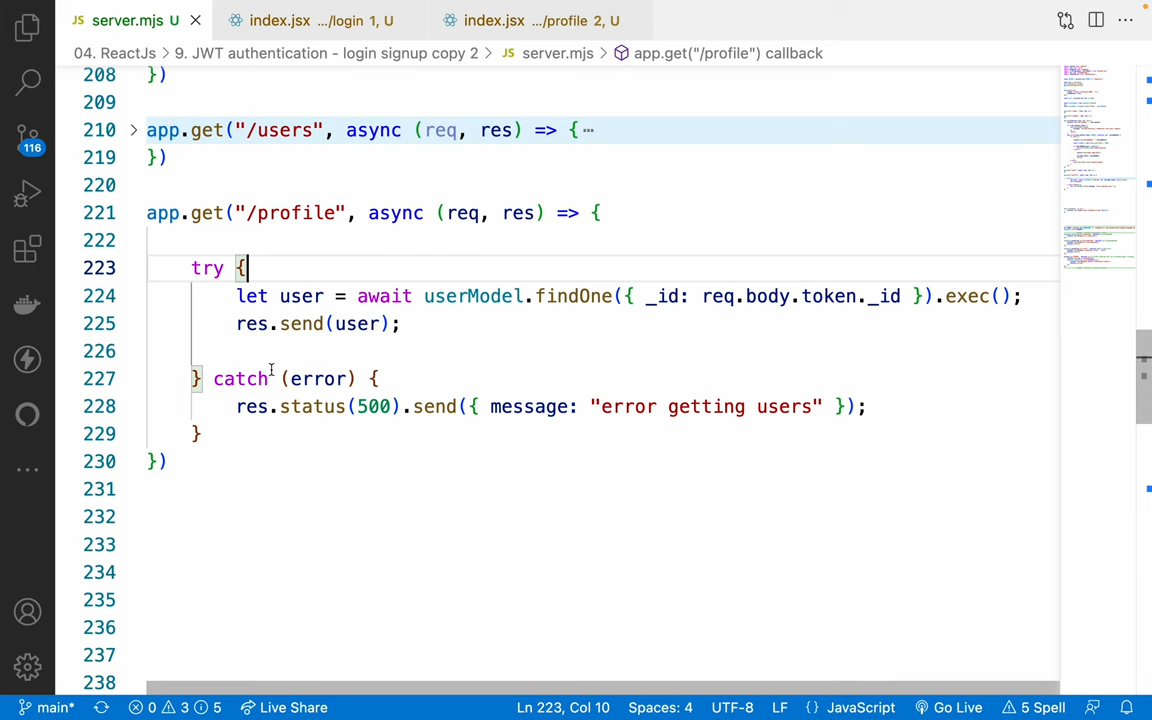 JS server.mjs U
index.jsx .../login 1, U
index.jsx .../profile 2, U
04. ReactJs > 9. JWT authentication - login signup copy 2 > JS server.mjs > app.get("/profile") callback
208 })
209
210 > app.get("/users", async (req, res) => {⋯
219 })
220
221 app.get("/profile", async (req, res) => {
222
223 try {
224 let user = await userModel.findOne({ _id: req.body.token._id }).exec();
225 res.send(user);
226
227 } catch (error) {
228 res.status(500).send({ message: "error getting users" });
229 }
230 })
231
232
233
234
235
236
237
238
116
main* 0 3 5 Live Share Ln 223, Col 10 Spaces: 4 UTF-8 LF {} JavaScript Go Live 5 Spell